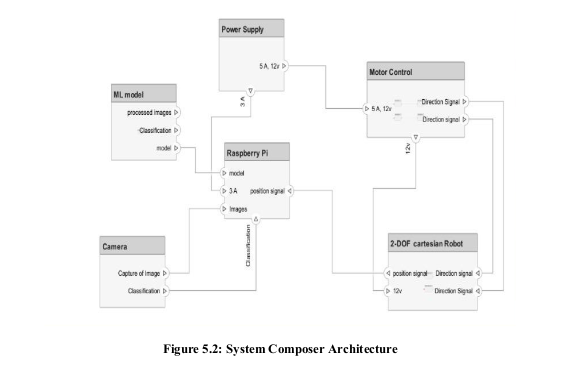 Power Supply
5 A, 12v
3 A
Motor Control
5 A, 12v
Direction Signal
Direction signal
12v
ML model
processed images
Classification
model
Raspberry Pi
model
3 A
position signal
Images
Classification
Camera
Capture of image
Classification
2-DOF cartesian Robot
position signal
Direction signal
12v
Direction Signal
Figure 5.2: System Composer Architecture